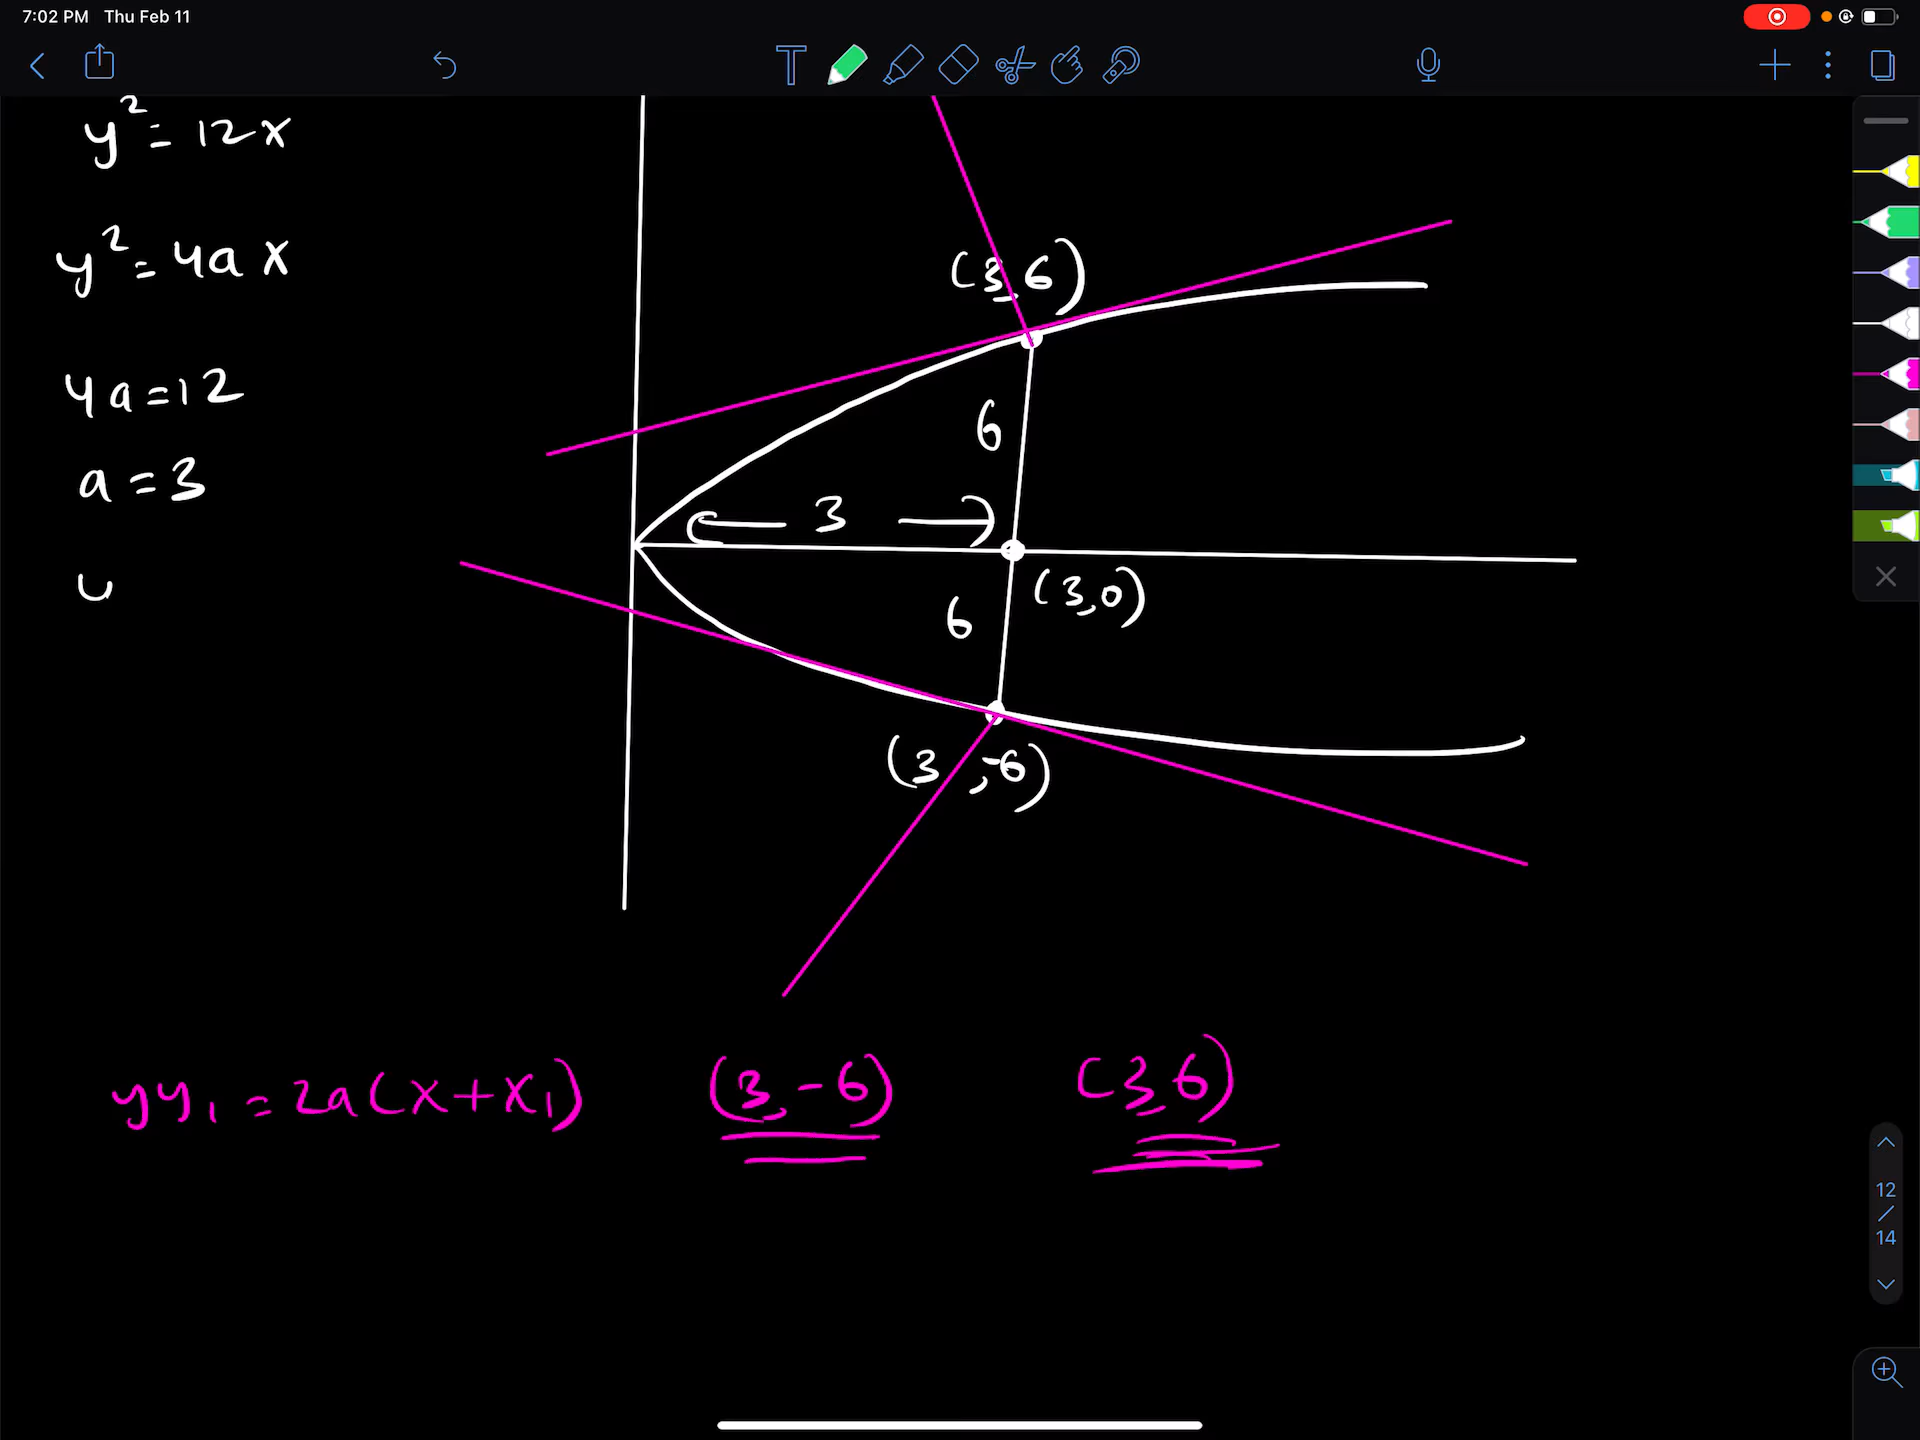 7:02 PM Thu Feb 11
y² = 12x
y² = 4ax
4a = 12
a = 3
(3,6)
6
3
(3,0)
6
(3,-6)
yy₁ = 2a(x+x₁) (3,-6) (3,6)
12
/
14